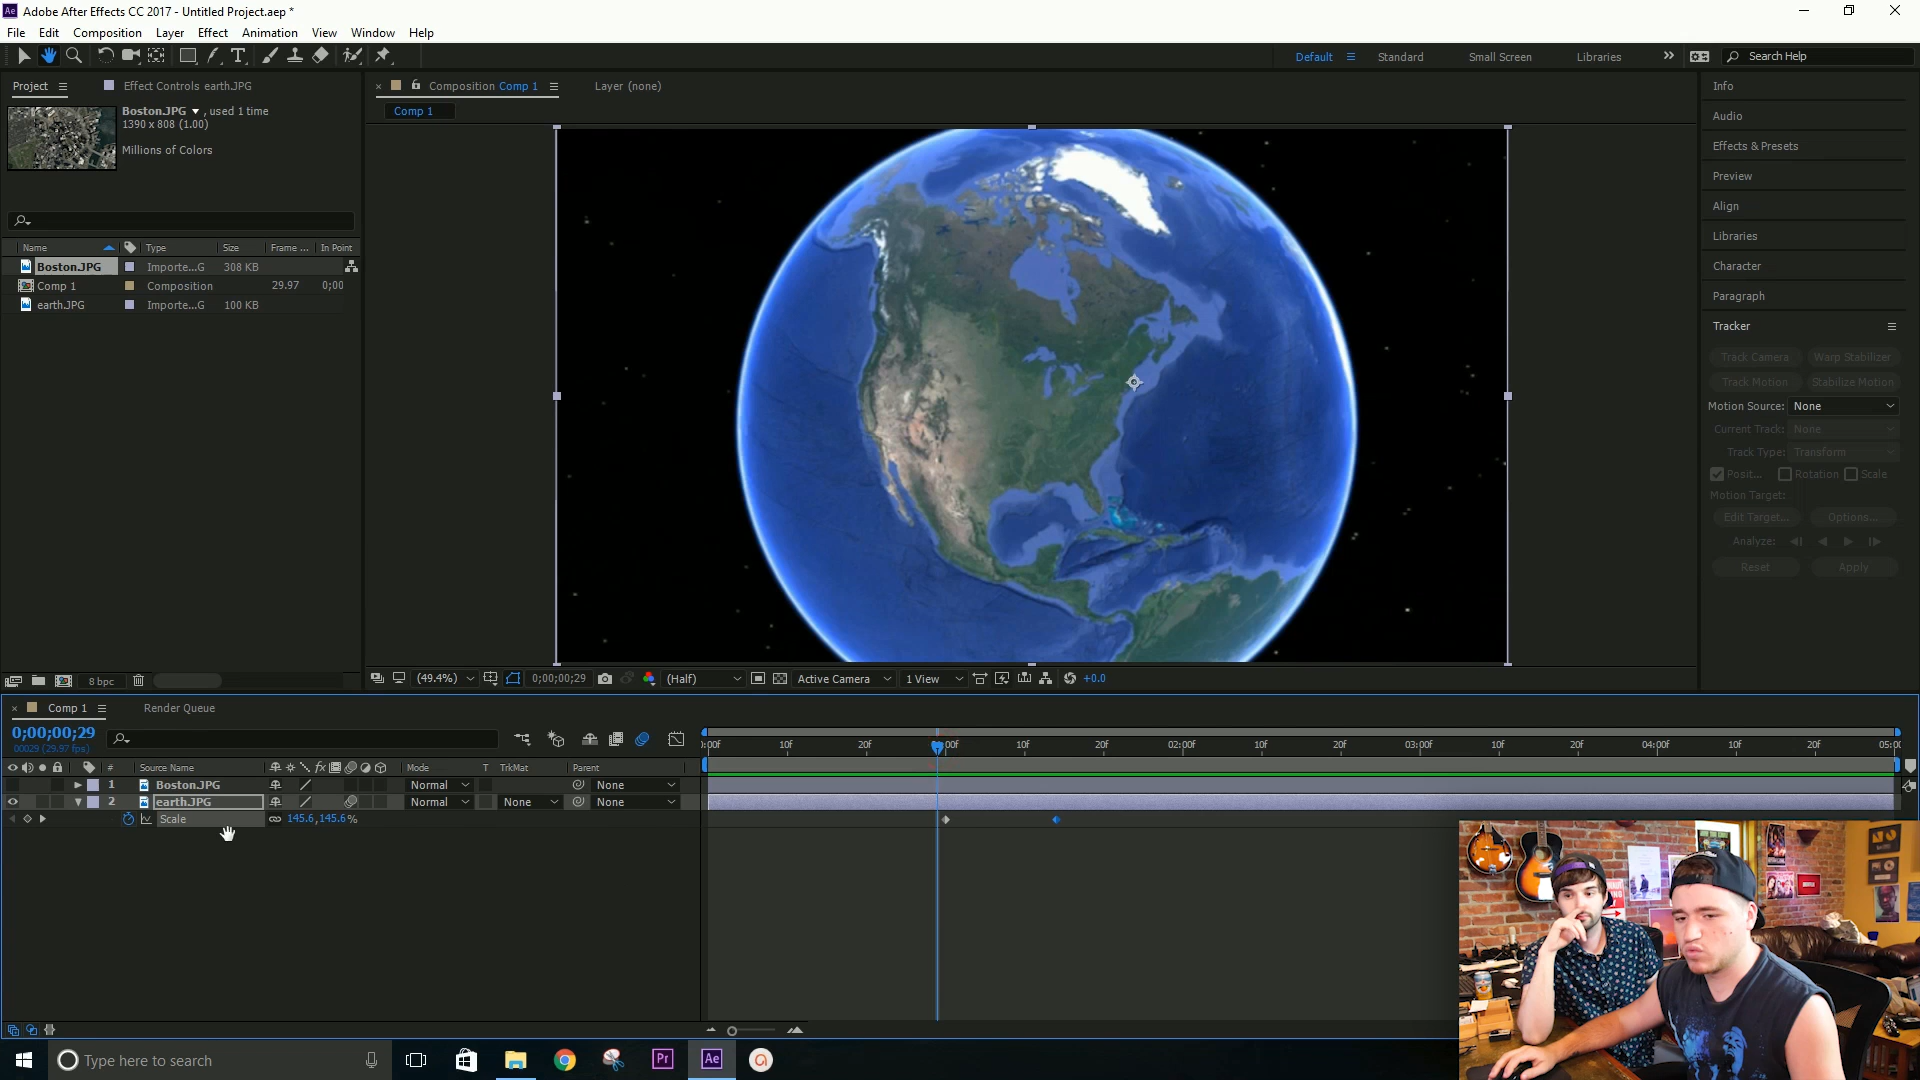 Adobe After Effects CC 2017 - Untitled Project.aep *
File Edit Composition Layer Effect Animation View Window Help
Default Standard Small Screen Libraries Search Help
Project Effect Controls earth.JPG
Boston.JPG , used 1 time
1390 x 808 (1.00)
Millions of Colors
Name Type Size Frame ... In Point
Boston.JPG Importe...G 308 KB
Comp 1 Composition 29.97 0;00
earth.JPG Importe...G 100 KB
8 bpc
Composition Comp 1 Layer (none)
Comp 1
(49.4%) 0;00;00;29 (Half) Active Camera 1 View +0.0
Info
Audio
Effects & Presets
Preview
Align
Libraries
Character
Paragraph
Tracker
Track Camera Warp Stabilizer
Track Motion Stabilize Motion
Motion Source: None
Current Track: None
Track Type: Transform
Posit... Rotation Scale
Motion Target:
Edit Target... Options...
Analyze:
Reset Apply
Comp 1 Render Queue
0;00;00;29
00029 (29.97 fps)
# Source Name Mode T TrkMat Parent
1 Boston.JPG Normal None
2 earth.JPG Normal None None
Scale 145.6,145.6%
10f 20f 10f 20f 02:00f 10f 20f 03:00f 10f 20f 04:00f 10f 20f
Type here to search
Pr
Ae